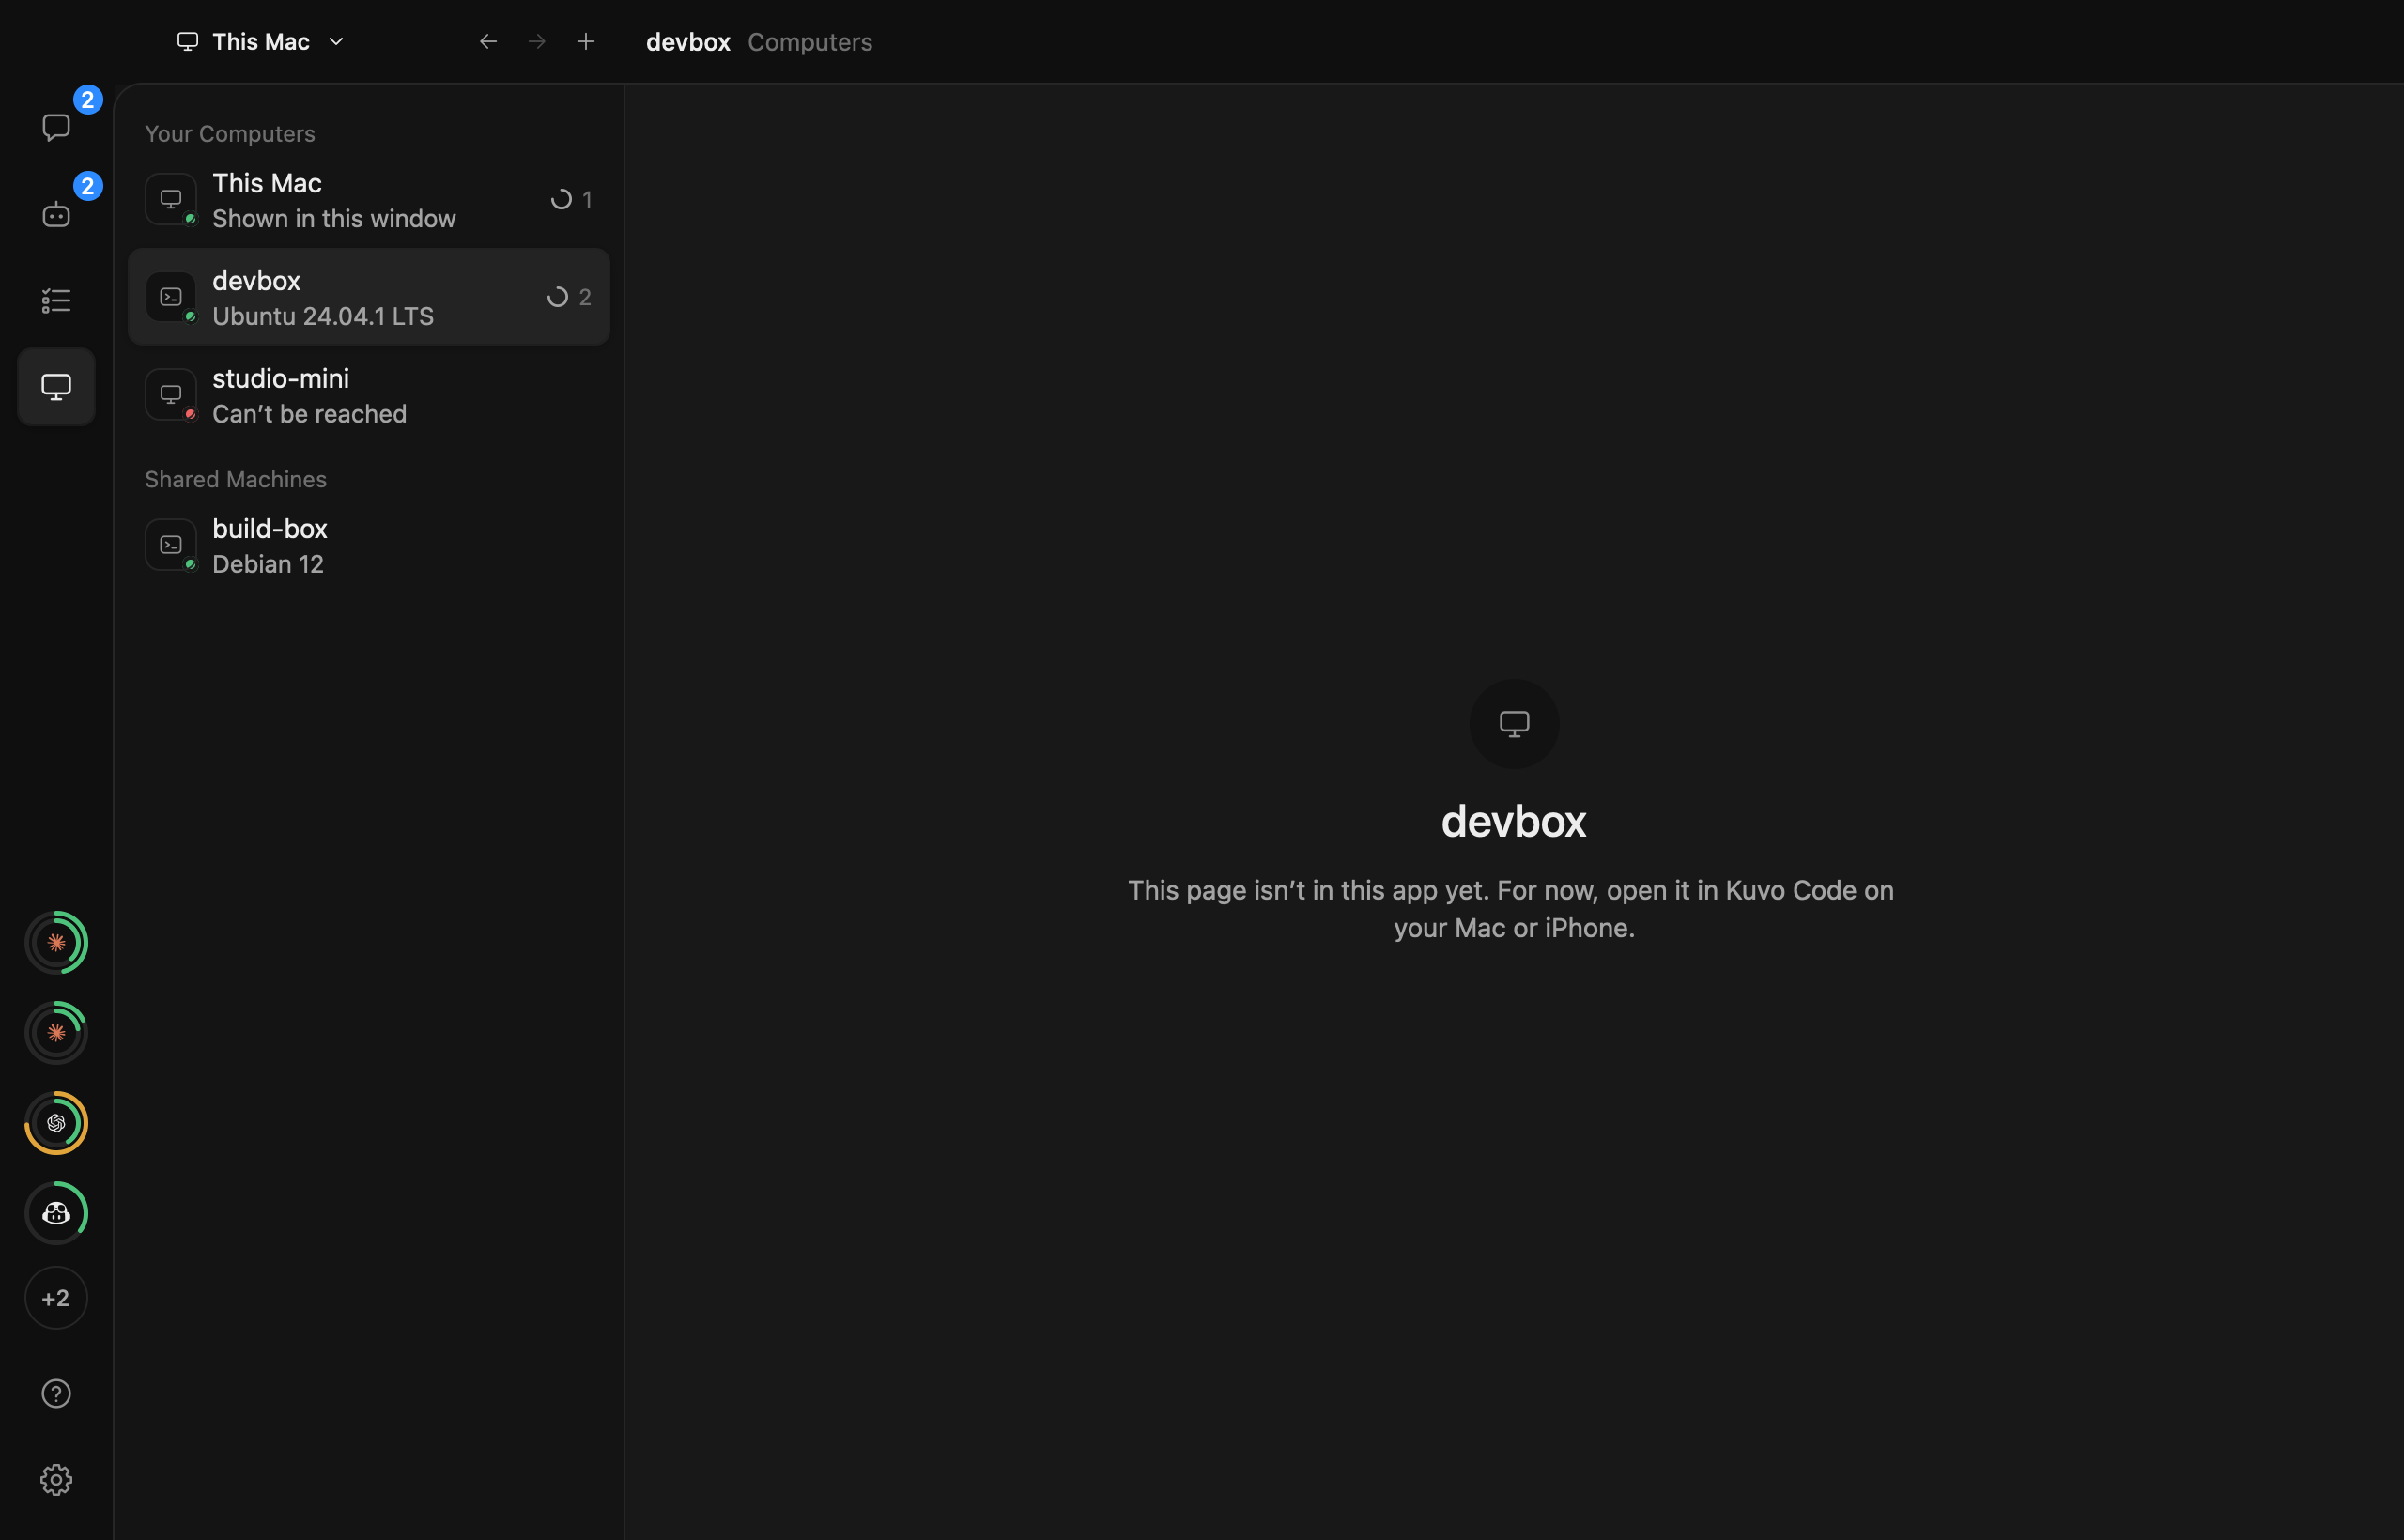 This Mac
devbox Computers
2
2
Your Computers
This Mac
Shown in this window
1
devbox
Ubuntu 24.04.1 LTS
2
studio-mini
Can’t be reached
Shared Machines
build-box
Debian 12
devbox
This page isn’t in this app yet. For now, open it in Kuvo Code on
your Mac or iPhone.
+2